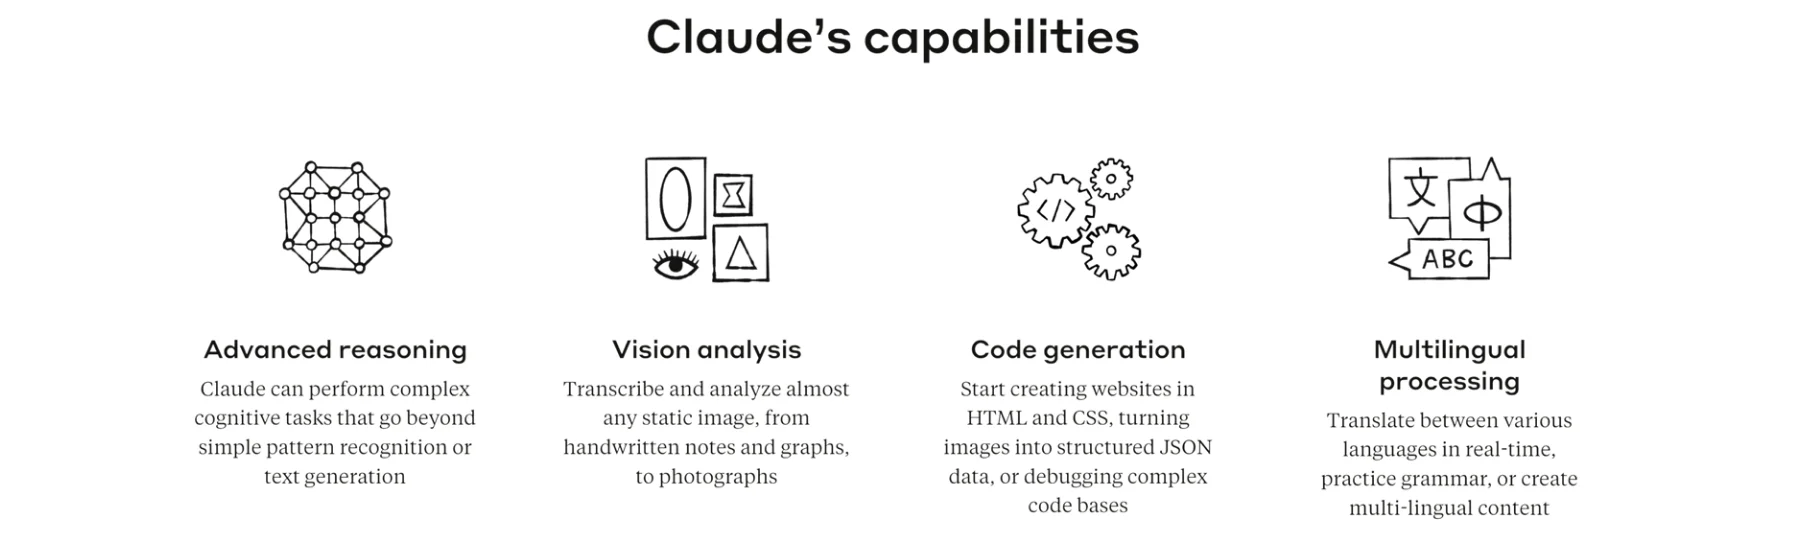 Claude's capabilities
</>
文
中
ABC
Advanced reasoning
Claude can perform complex
cognitive tasks that go beyond
simple pattern recognition or
text generation
Vision analysis
Transcribe and analyze almost
any static image, from
handwritten notes and graphs,
to photographs
Code generation
Start creating websites in
HTML and CSS, turning
images into structured JSON
data, or debugging complex
code bases
Multilingual
processing
Translate between various
languages in real-time,
practice grammar, or create
multi-lingual content